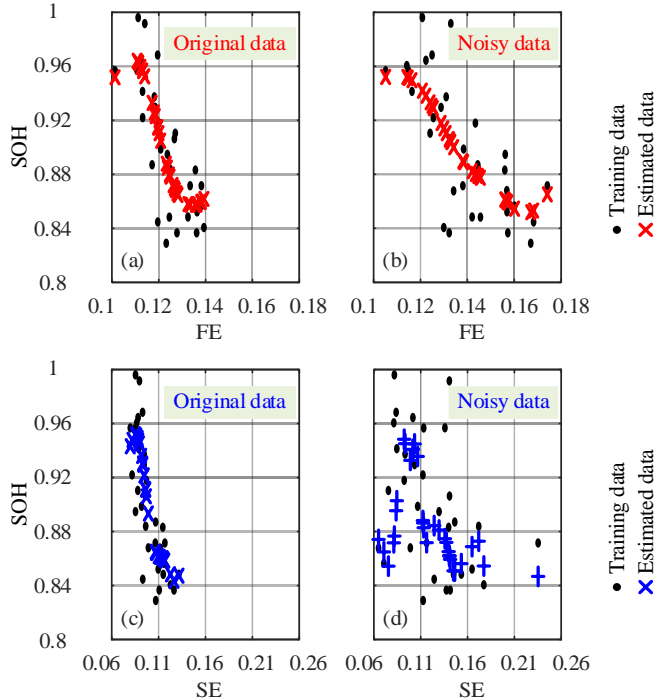 1
0.96
0.92
0.88
0.84
0.8
SOH
Original data
(a)
0.1 0.12 0.14 0.16 0.18
FE
Noisy data
(b)
0.1 0.12 0.14 0.16 0.18
FE
Training data
Estimated data
1
0.96
0.92
0.88
0.84
0.8
SOH
Original data
(c)
0.06 0.11 0.16 0.21 0.26
SE
Noisy data
(d)
0.06 0.11 0.16 0.21 0.26
SE
Training data
Estimated data